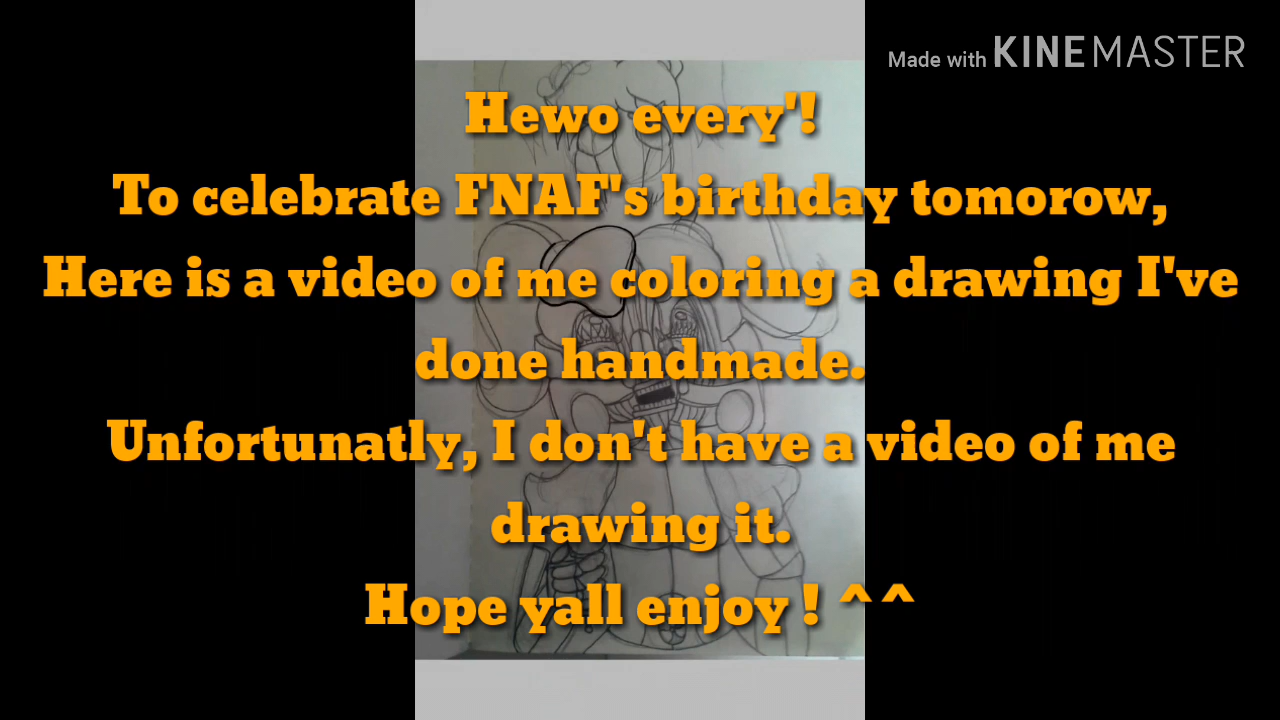 Made with KINEMASTER
Hewo every'!
To celebrate FNAF's birthday tomorow,
Here is a video of me coloring a drawing I've
done handmade.
Unfortunatly, I don't have a video of me
drawing it.
Hope yall enjoy ! ^^